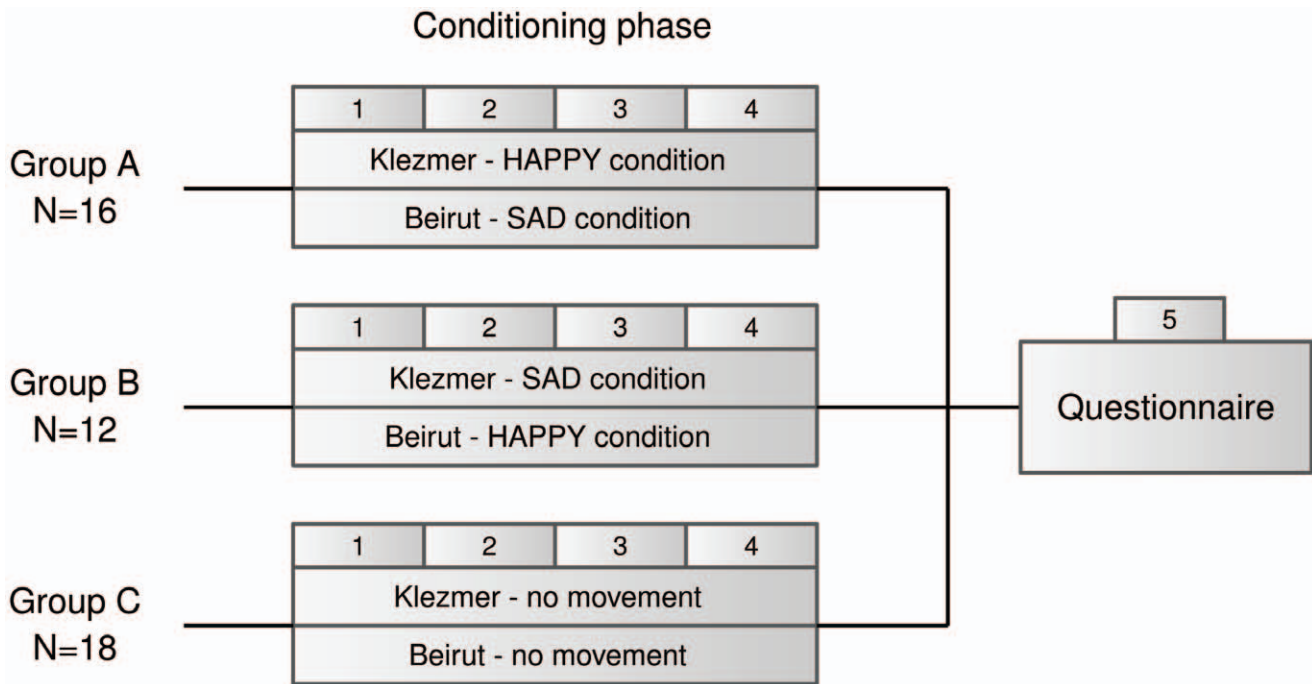 Conditioning phase
Group A
N=16
1 2 3 4
Klezmer - HAPPY condition
Beirut - SAD condition
Group B
N=12
1 2 3 4
Klezmer - SAD condition
Beirut - HAPPY condition
Group C
N=18
1 2 3 4
Klezmer - no movement
Beirut - no movement
5
Questionnaire